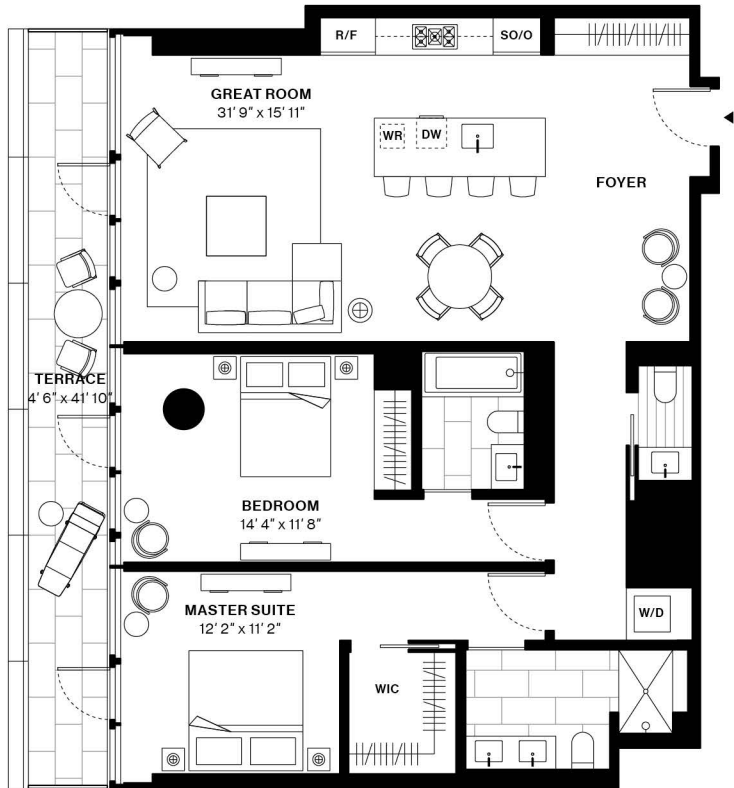 R/F
SO/O
GREAT ROOM
31' 9" x 15' 11"
WR
DW
FOYER
TERRACE
4' 6" x 41' 10"
BEDROOM
14' 4" x 11' 8"
MASTER SUITE
12' 2" x 11' 2"
W/D
WIC